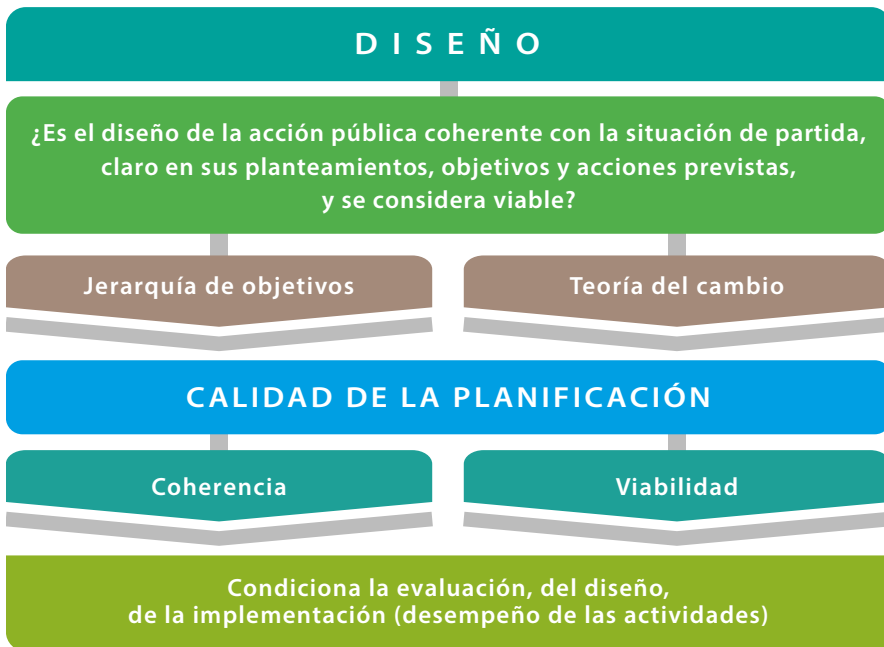 DISEÑO
¿Es el diseño de la acción pública coherente con la situación de partida,
claro en sus planteamientos, objetivos y acciones previstas,
y se considera viable?
Jerarquía de objetivos
Teoría del cambio
CALIDAD DE LA PLANIFICACIÓN
Coherencia
Viabilidad
Condiciona la evaluación, del diseño,
de la implementación (desempeño de las actividades)